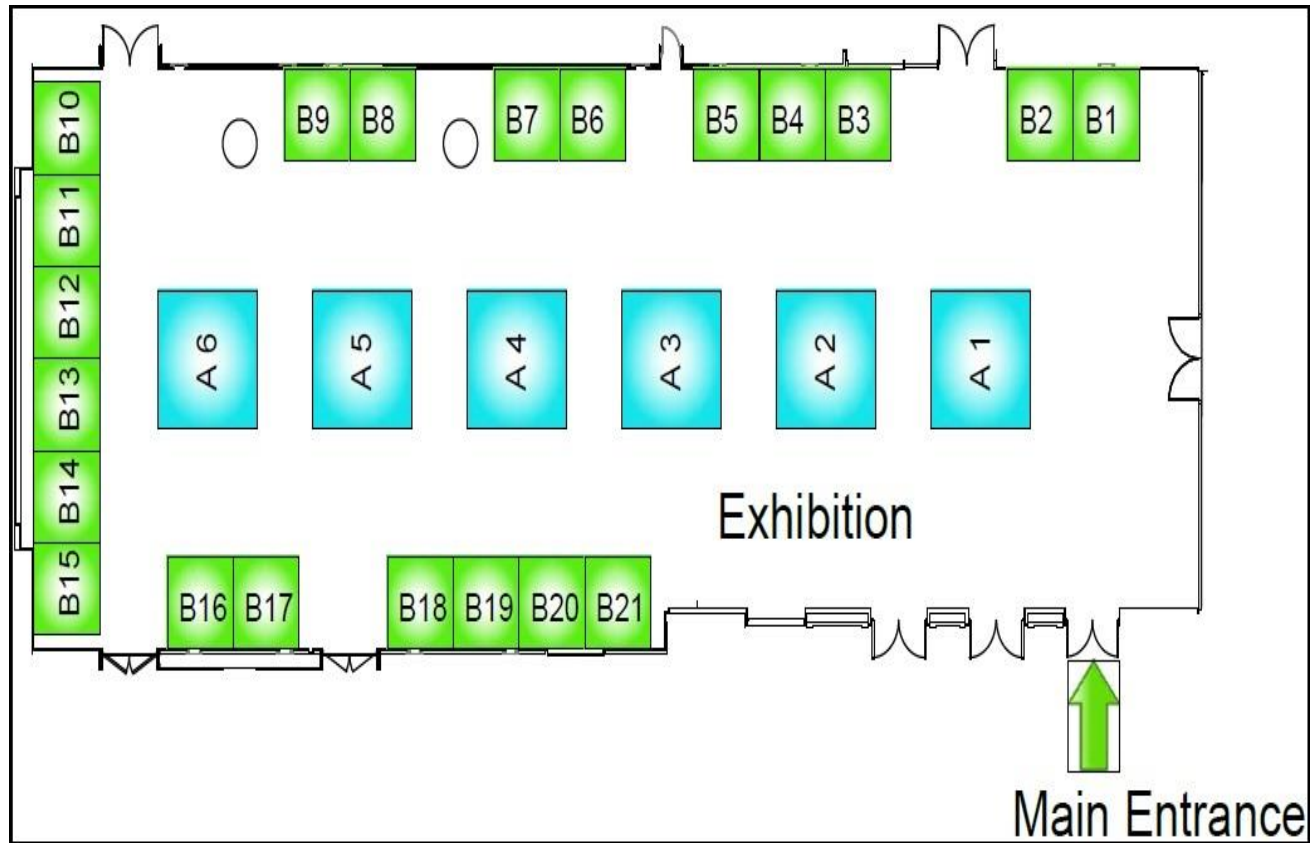 B9 B8 B7 B6 B5 B4 B3 B2 B1
B10
B11
B12
B13
B14
B15
A 6 A 5 A 4 A 3 A 2 A 1
Exhibition
B16 B17 B18 B19 B20 B21
Main Entrance